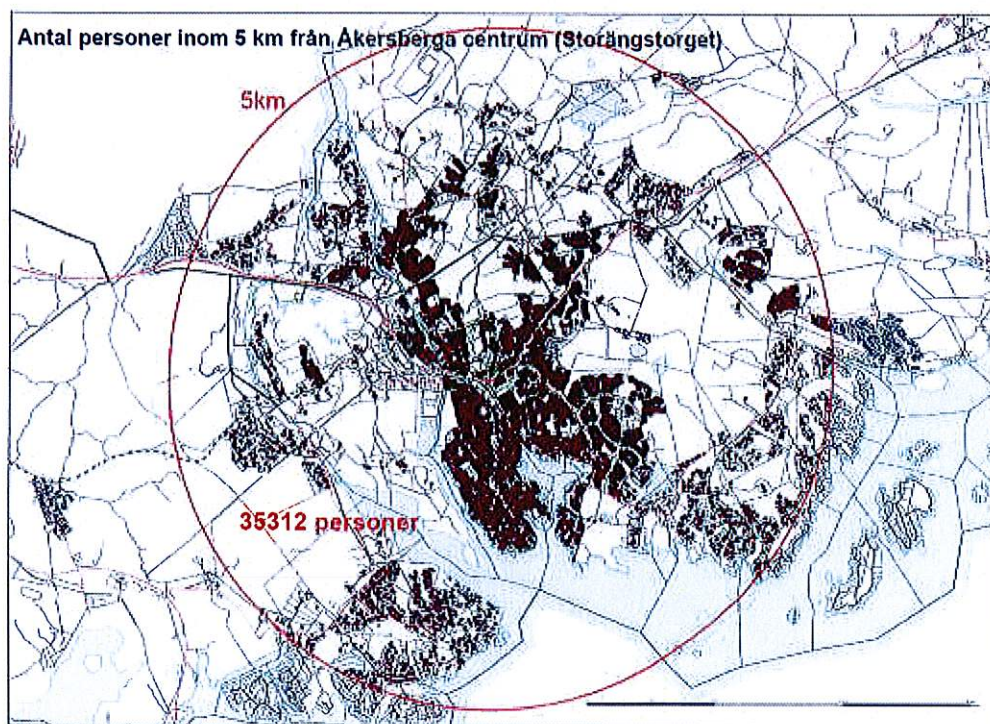 Antal personer inom 5 km från Åkersberga centrum (Storängstorget)
5km
35312 personer